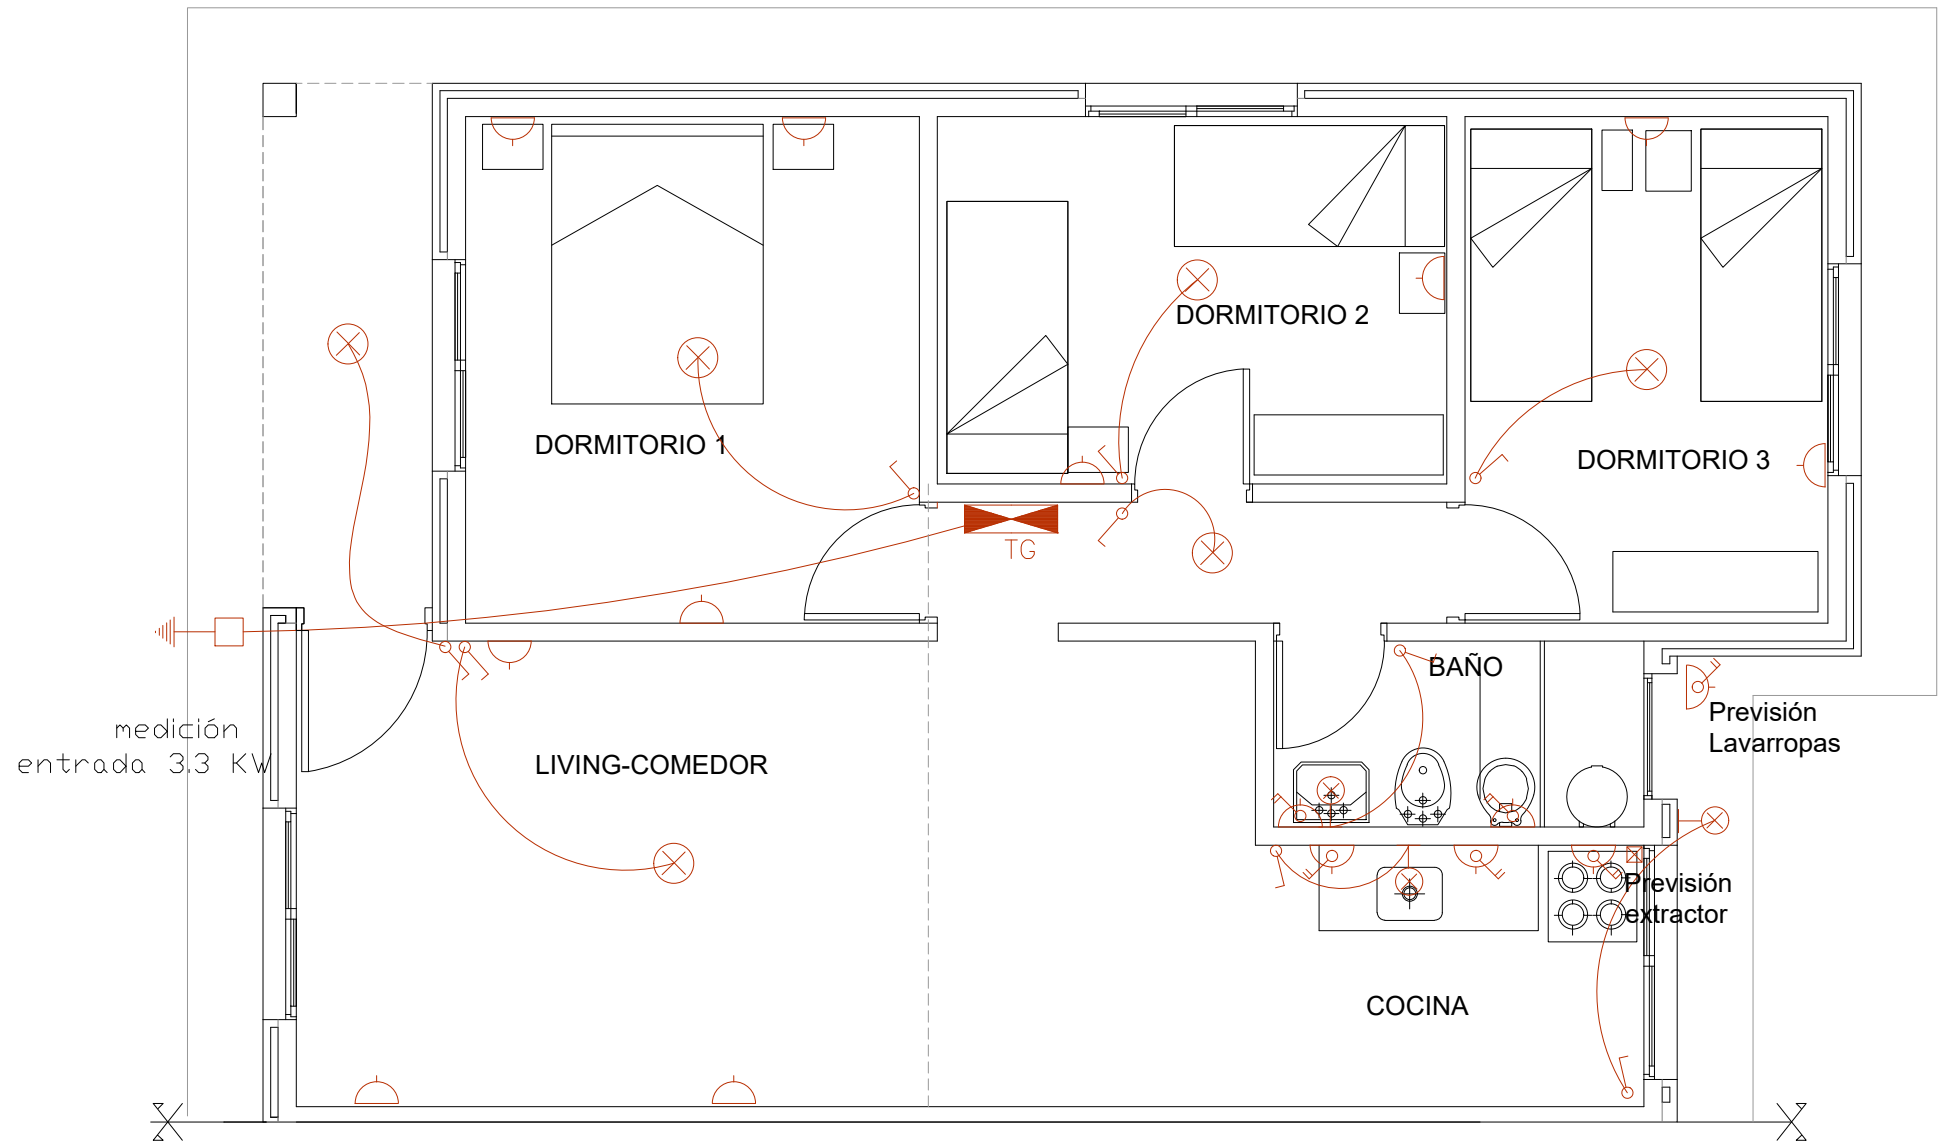 DORMITORIO 2
DORMITORIO 1
DORMITORIO 3
TG
BAÑO
Previsión
Lavarropas
medición
entrada 3.3 KW
LIVING-COMEDOR
Previsión
extractor
COCINA